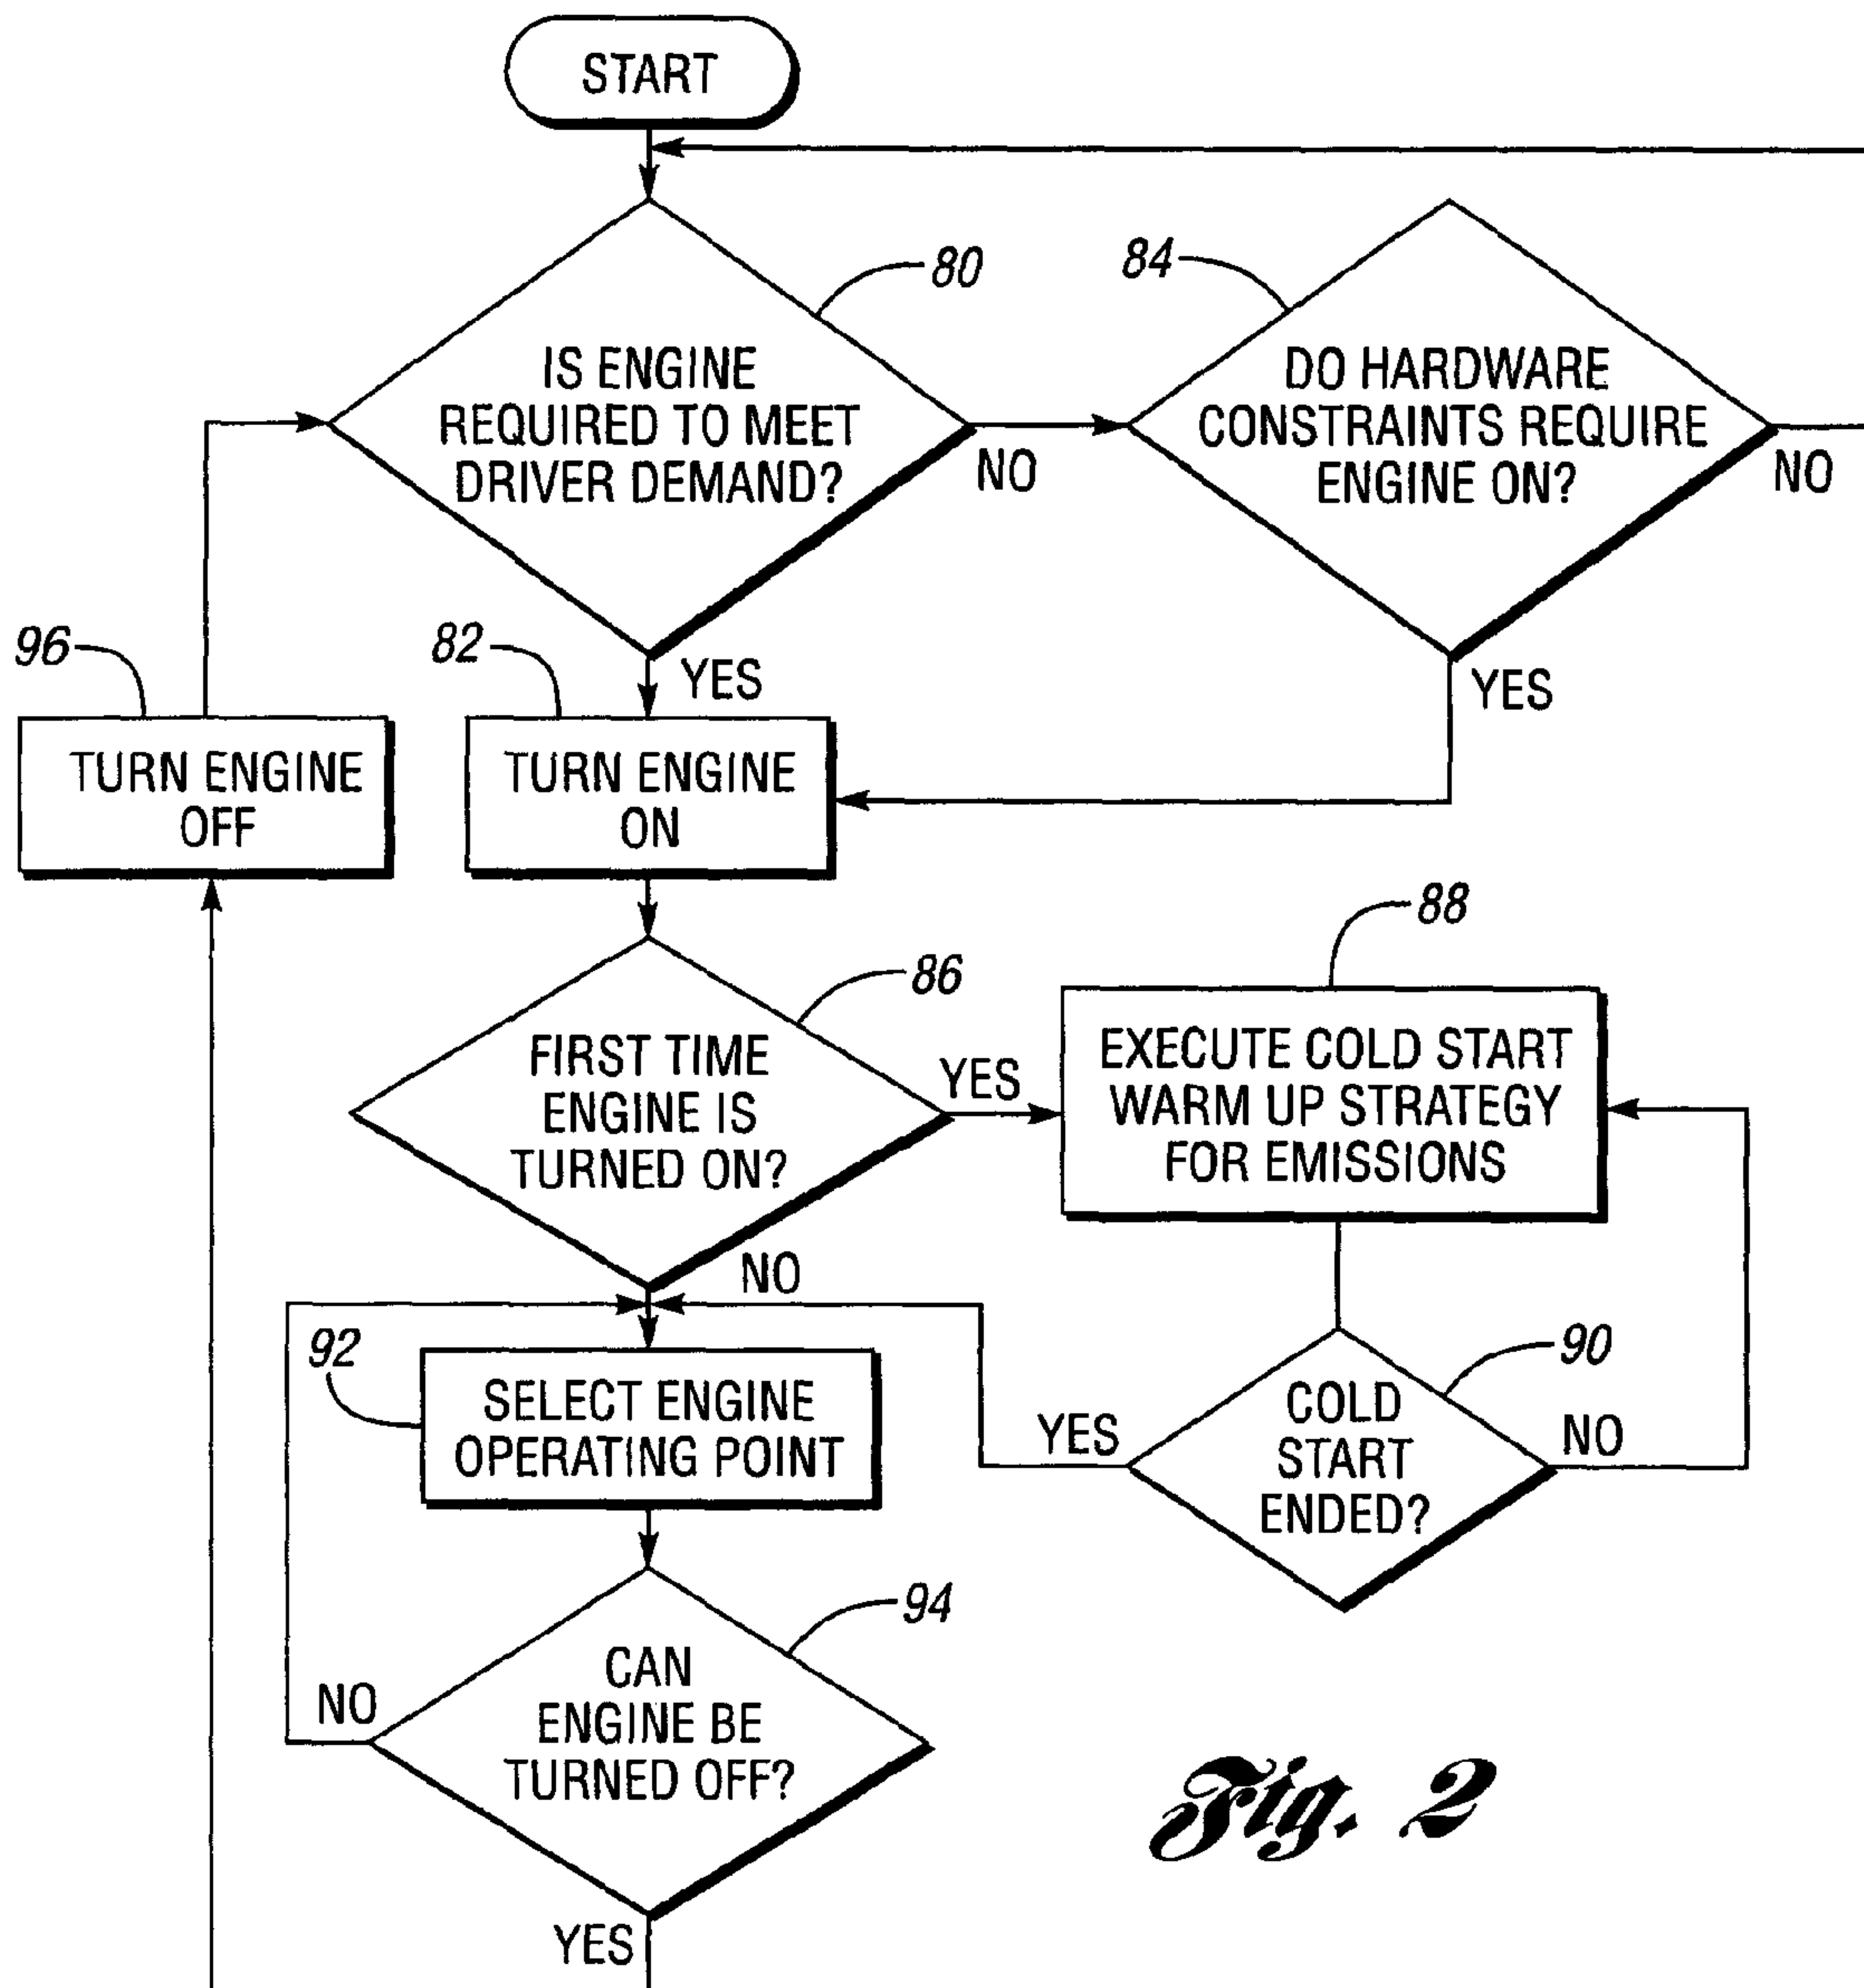 START
80
84
IS ENGINE
REQUIRED TO MEET
DRIVER DEMAND?
NO
DO HARDWARE
CONSTRAINTS REQUIRE
ENGINE ON?
NO
96
82
YES
YES
TURN ENGINE
OFF
TURN ENGINE
ON
88
86
FIRST TIME
ENGINE IS
TURNED ON?
YES
EXECUTE COLD START
WARM UP STRATEGY
FOR EMISSIONS
NO
92
90
SELECT ENGINE
OPERATING POINT
YES
COLD
START
ENDED?
NO
94
CAN
ENGINE BE
TURNED OFF?
NO
YES
Fig. 2